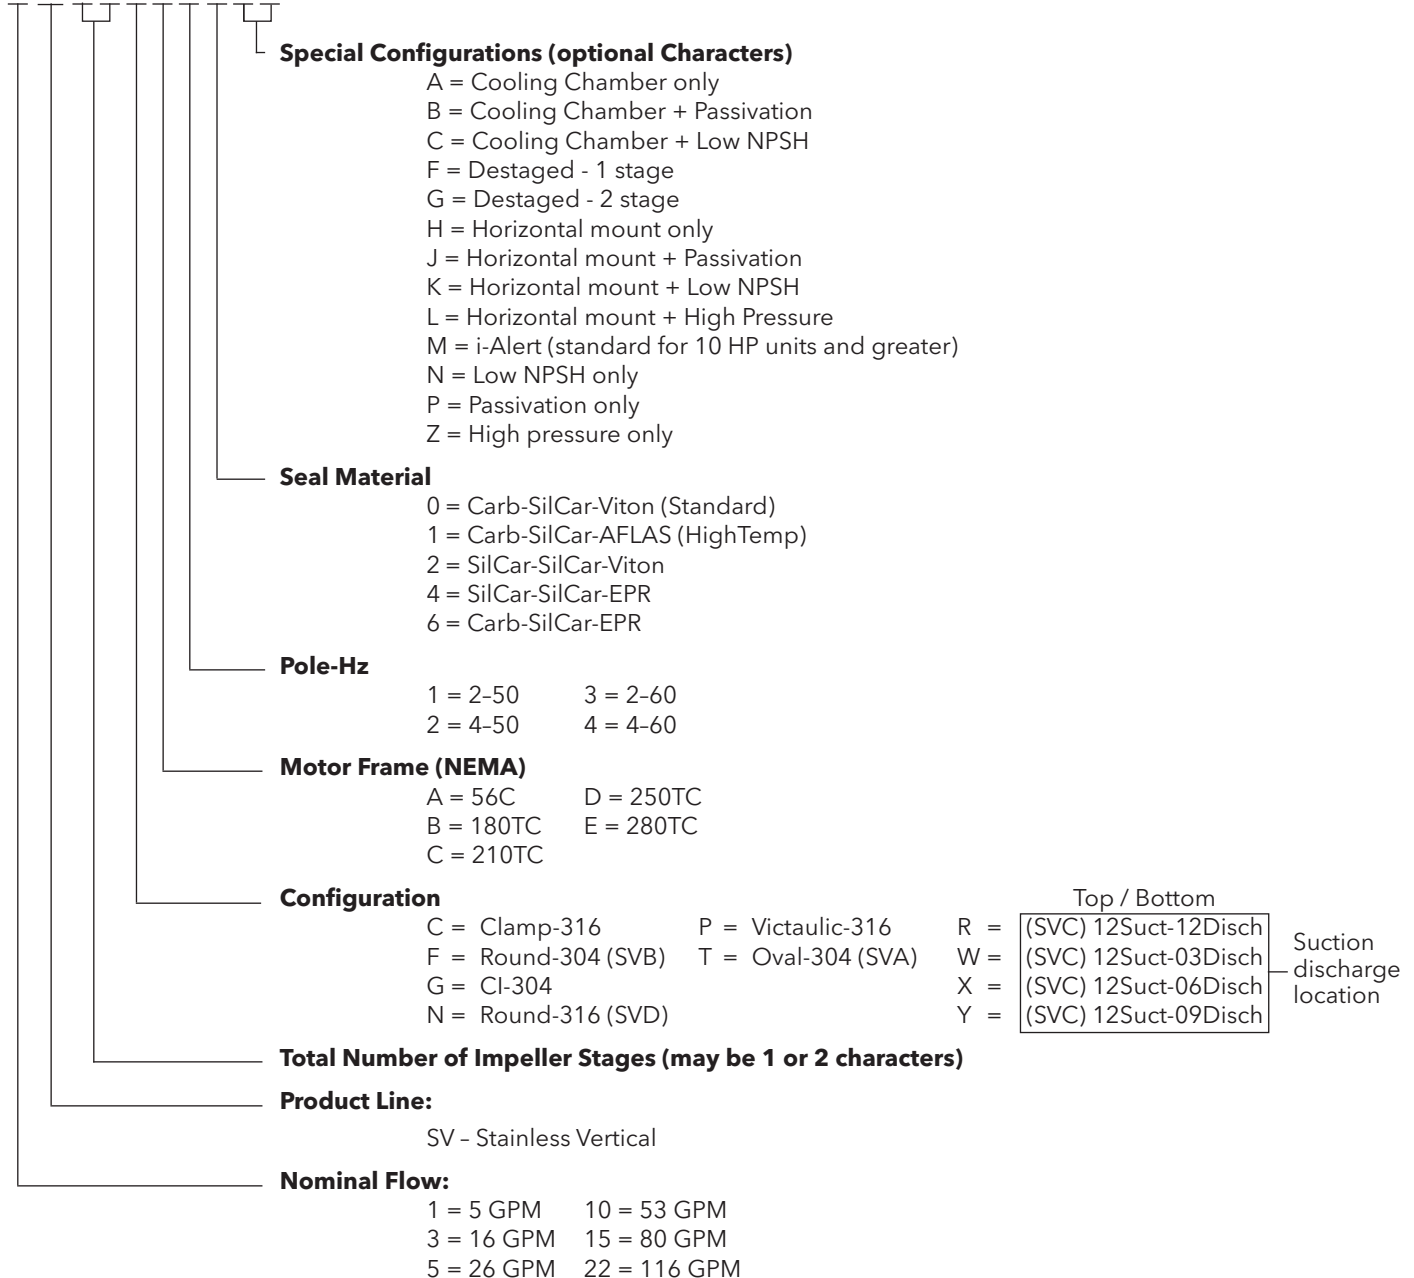 Special Configurations (optional Characters)
A = Cooling Chamber only
B = Cooling Chamber + Passivation
C = Cooling Chamber + Low NPSH
F = Destaged - 1 stage
G = Destaged - 2 stage
H = Horizontal mount only
J = Horizontal mount + Passivation
K = Horizontal mount + Low NPSH
L = Horizontal mount + High Pressure
M = i-Alert (standard for 10 HP units and greater)
N = Low NPSH only
P = Passivation only
Z = High pressure only
Seal Material
0 = Carb-SilCar-Viton (Standard)
1 = Carb-SilCar-AFLAS (HighTemp)
2 = SilCar-SilCar-Viton
4 = SilCar-SilCar-EPR
6 = Carb-SilCar-EPR
Pole-Hz
1 = 2–50 3 = 2–60
2 = 4–50 4 = 4–60
Motor Frame (NEMA)
A = 56C D = 250TC
B = 180TC E = 280TC
C = 210TC
Configuration Top / Bottom
C = Clamp-316 P = Victaulic-316 R = (SVC) 12Suct-12Disch
F = Round-304 (SVB) T = Oval-304 (SVA) W = (SVC) 12Suct-03Disch
G = CI-304 X = (SVC) 12Suct-06Disch
N = Round-316 (SVD) Y = (SVC) 12Suct-09Disch
Suction
discharge
location
Total Number of Impeller Stages (may be 1 or 2 characters)
Product Line:
SV – Stainless Vertical
Nominal Flow:
1 = 5 GPM 10 = 53 GPM
3 = 16 GPM 15 = 80 GPM
5 = 26 GPM 22 = 116 GPM